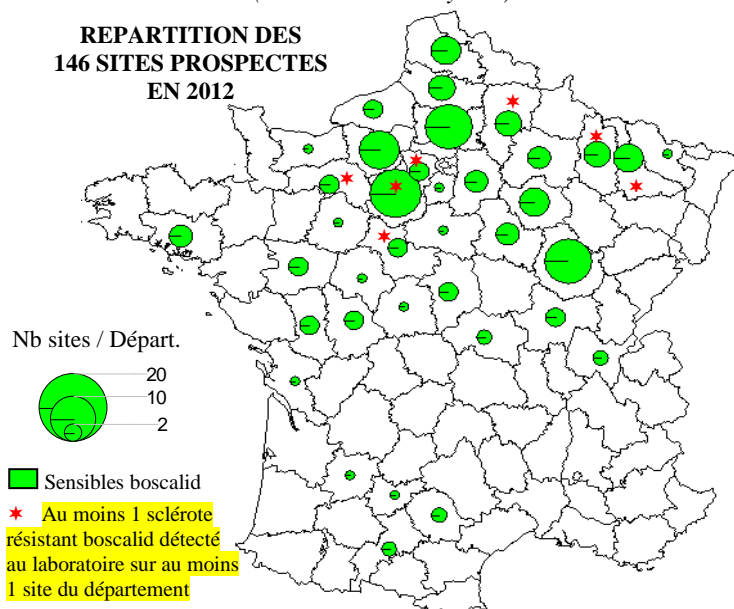 REPARTITION DES
146 SITES PROSPECTES
EN 2012
Nb sites / Départ.
20
10
2
Sensibles boscalid
Au moins 1 sclérote
résistant boscalid détecté
au laboratoire sur au moins
1 site du département